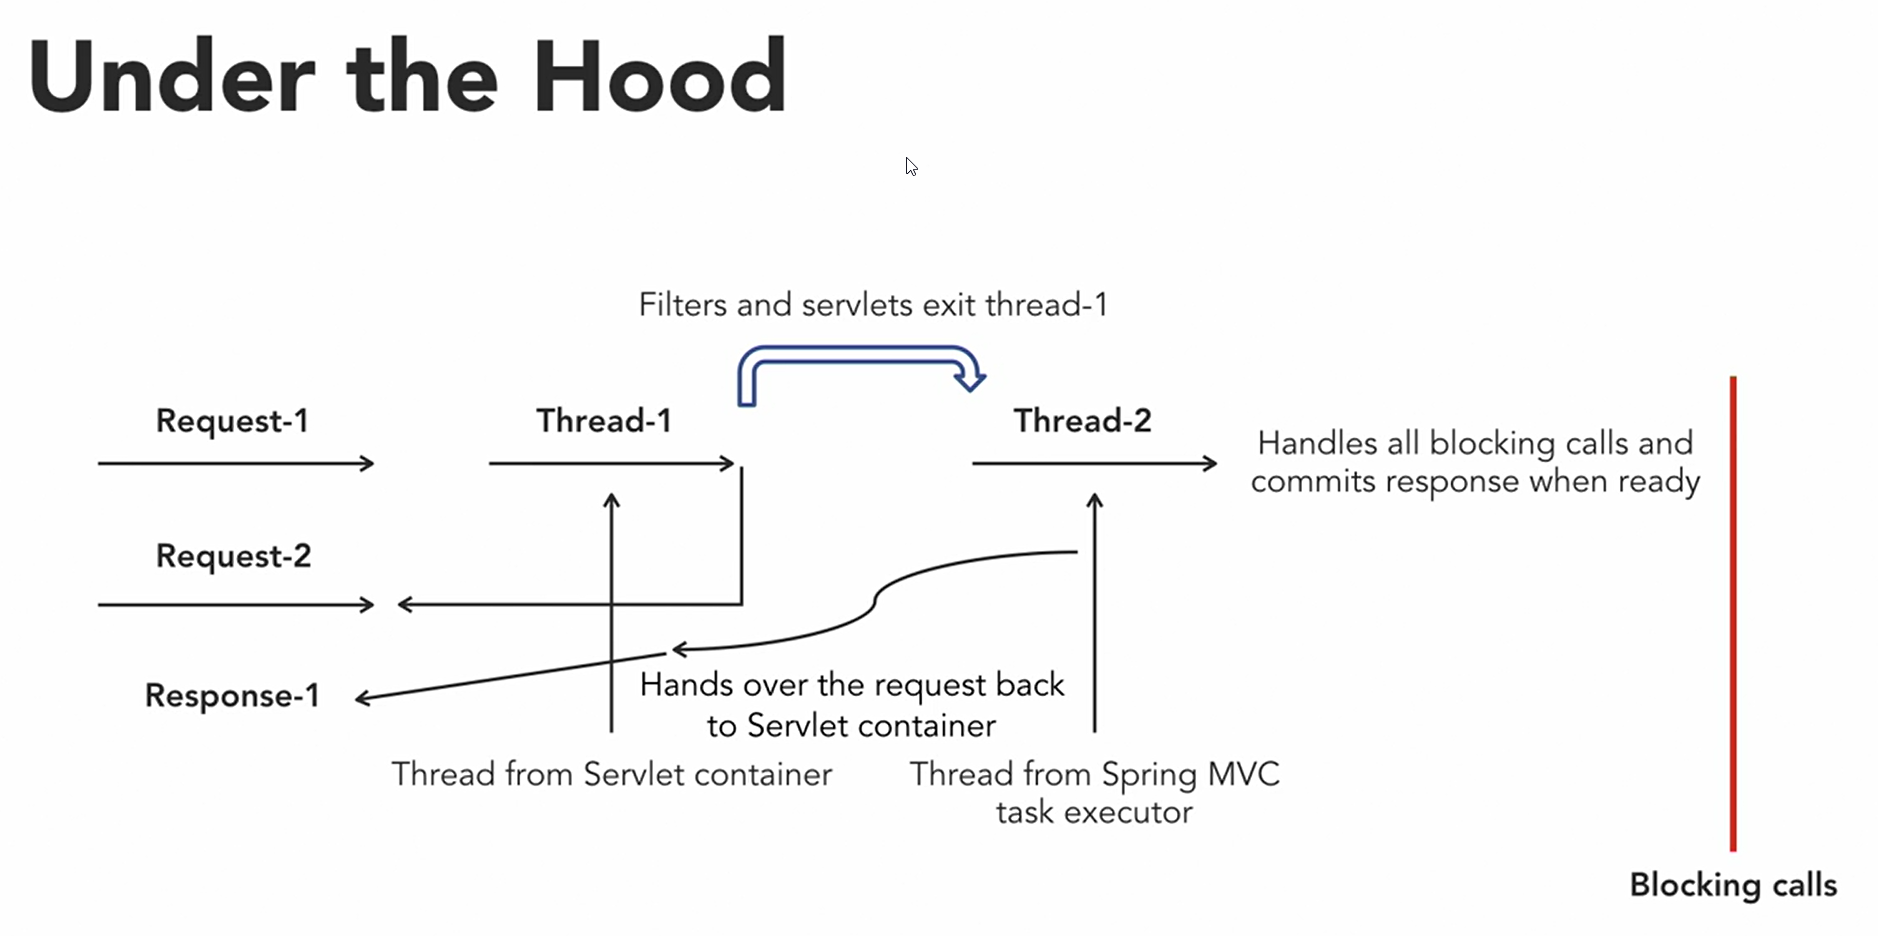 Under the Hood
Filters and servlets exit thread-1
Request-1
Thread-1
Thread-2
Handles all blocking calls and
commits response when ready
Request-2
Response-1
Hands over the request back
to Servlet container
Thread from Servlet container
Thread from Spring MVC
task executor
Blocking calls